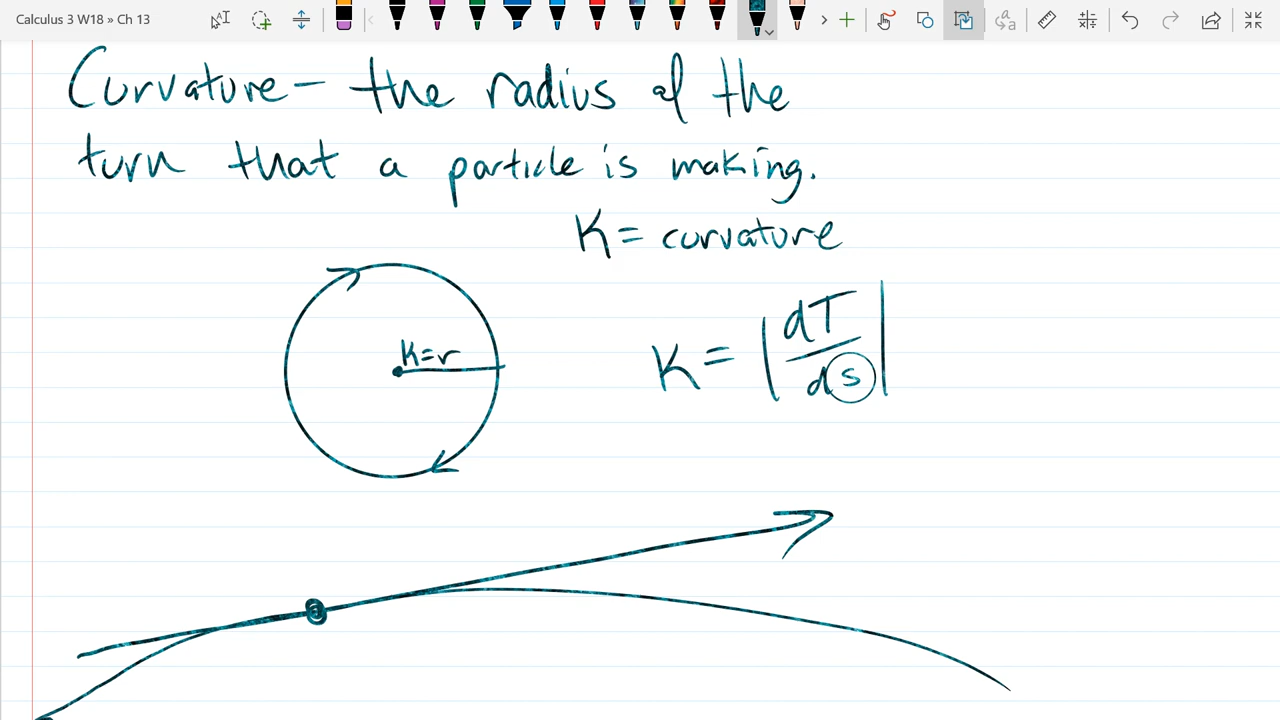 Calculus 3 W18 » Ch 13
Curvature - the radius of the
turn that a particle is making.
K = curvature
K=r
K = |dT/ds|